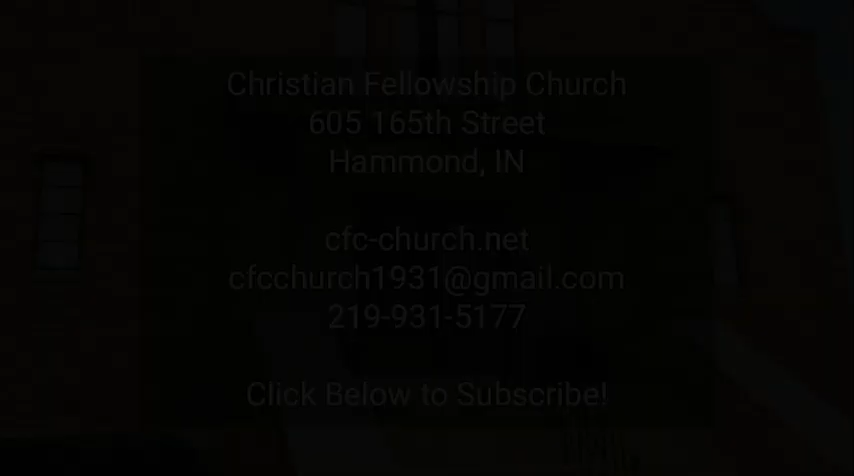 Christian Fellowship Church
605 165th Street
Hammond, IN
cfc-church.net
cfcchurch1931@gmail.com
219-931-5177
Click Below to Subscribe!